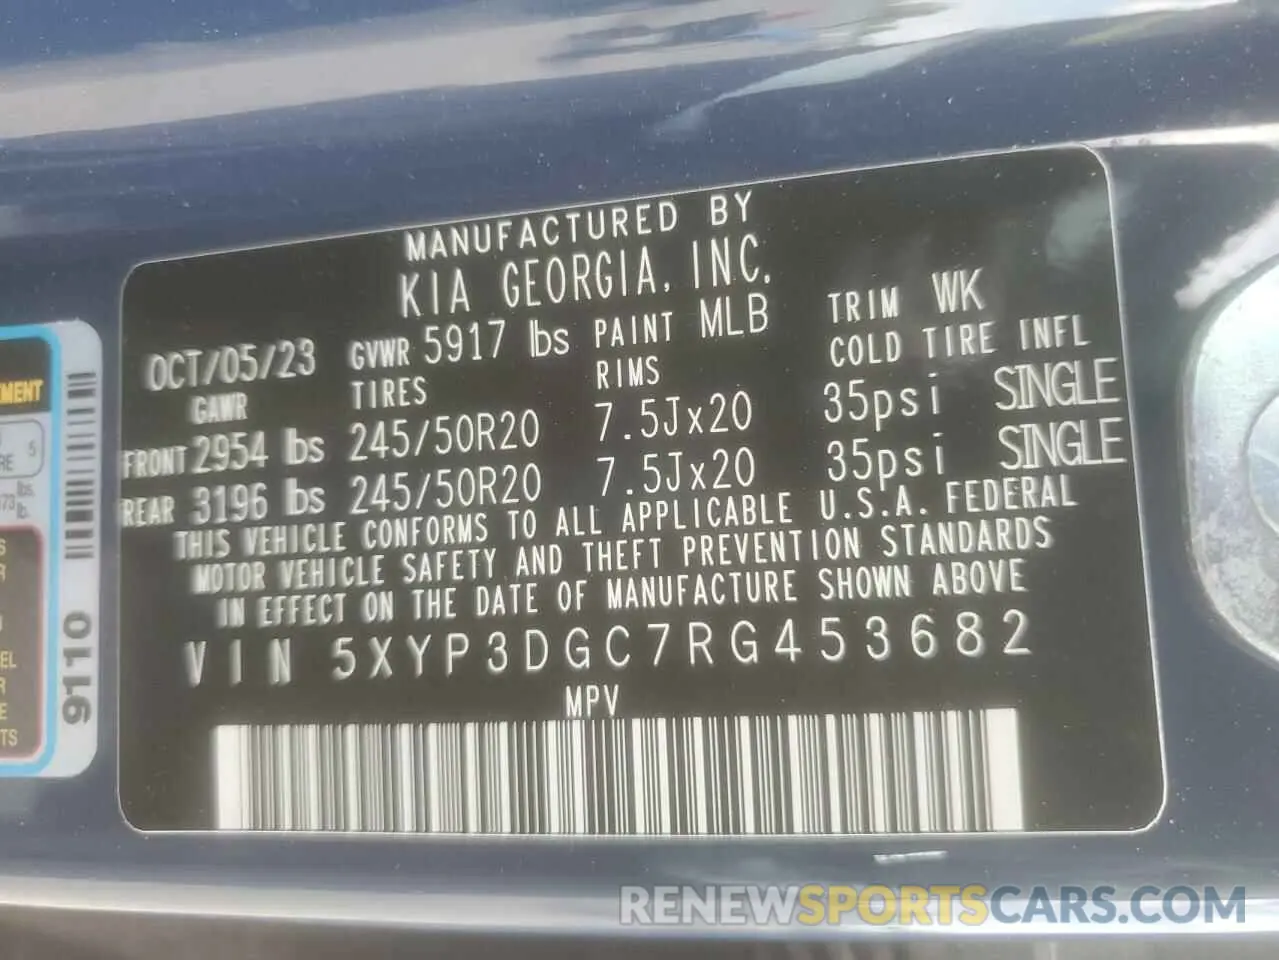 MANUFACTURED BY
KIA GEORGIA, INC.
OCT/05/23 GVWR 5917 lbs PAINT MLB TRIM WK
GAWR TIRES RIMS COLD TIRE INFL
FRONT 2954 lbs 245/50R20 7.5Jx20 35psi SINGLE
REAR 3196 lbs 245/50R20 7.5Jx20 35psi SINGLE
THIS VEHICLE CONFORMS TO ALL APPLICABLE U.S.A. FEDERAL
MOTOR VEHICLE SAFETY AND THEFT PREVENTION STANDARDS
IN EFFECT ON THE DATE OF MANUFACTURE SHOWN ABOVE
VIN 5XYP3DGC7RG453682
MPV
9110
5
RENEWSPORTSCARS.COM